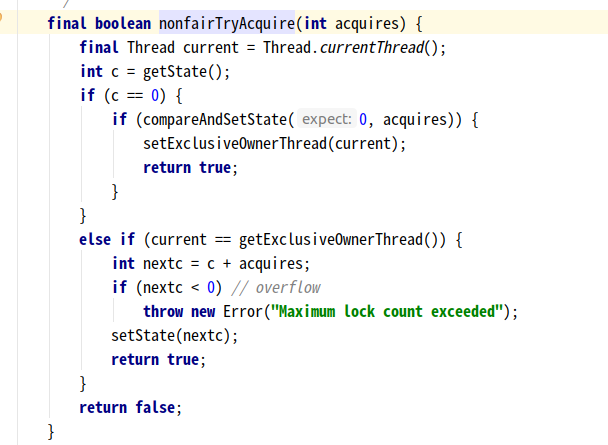 final boolean nonfairTryAcquire(int acquires) {
final Thread current = Thread.currentThread();
int c = getState();
if (c == 0) {
if (compareAndSetState( expect: 0, acquires)) {
setExclusiveOwnerThread(current);
return true;
}
}
else if (current == getExclusiveOwnerThread()) {
int nextc = c + acquires;
if (nextc < 0) // overflow
throw new Error("Maximum lock count exceeded");
setState(nextc);
return true;
}
return false;
}